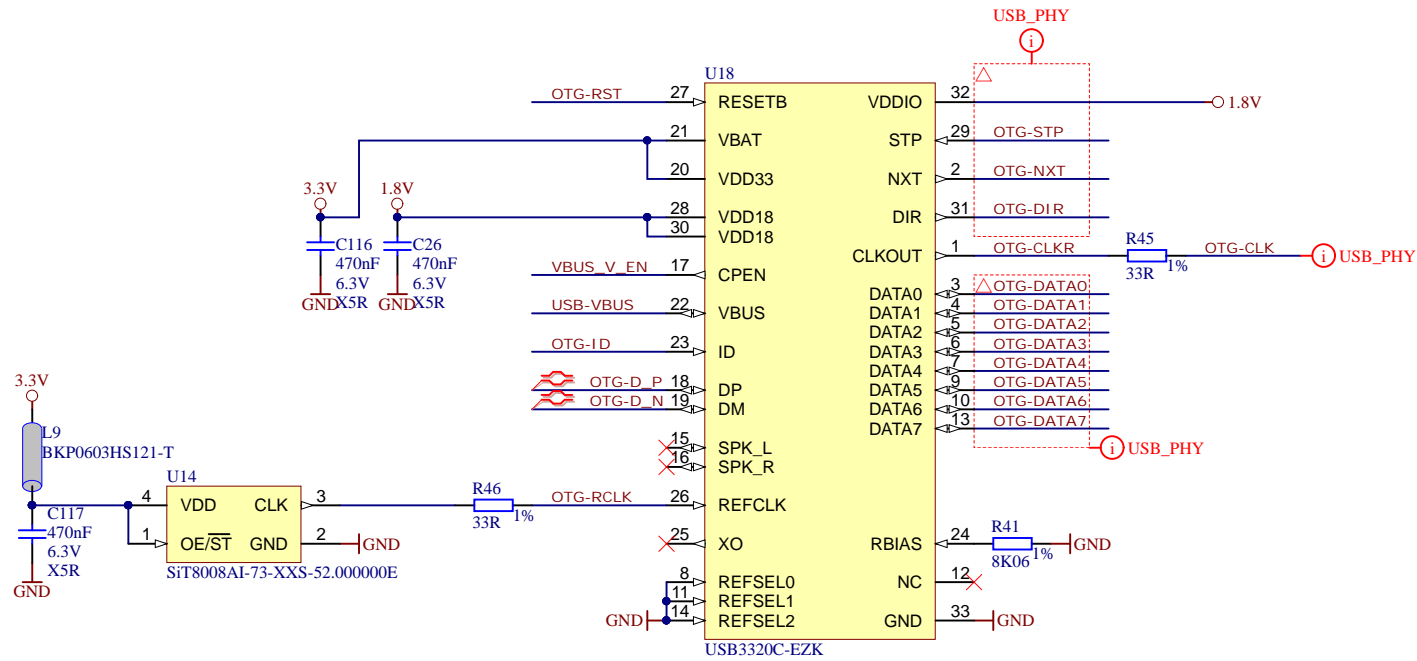 USB_PHY
i
U18
OTG-RST 27 RESETB VDDIO 32 1.8V
21 VBAT STP 29 OTG-STP
20 VDD33 NXT 2 OTG-NXT
3.3V 1.8V
28 VDD18 DIR 31 OTG-DIR
30 VDD18
C116 C26
470nF 470nF
6.3V 6.3V
X5R X5R
GND GND
CLKOUT 1 OTG-CLKR R45 OTG-CLK i USB_PHY
33R 1%
VBUS_V_EN 17 CPEN
DATA0 3 OTG-DATA0
USB-VBUS 22 VBUS DATA1 4 OTG-DATA1
DATA2 5 OTG-DATA2
OTG-ID 23 ID DATA3 6 OTG-DATA3
DATA4 7 OTG-DATA4
OTG-D_P 18 DP DATA5 9 OTG-DATA5
OTG-D_N 19 DM DATA6 10 OTG-DATA6
DATA7 13 OTG-DATA7
i USB_PHY
15 SPK_L
16 SPK_R
3.3V
L9
BKP0603HS121-T
U14
4 VDD CLK 3
1 OE/ST GND 2 GND
SiT8008AI-73-XXS-52.000000E
C117
470nF
6.3V
X5R
GND
R46
33R 1%
OTG-RCLK 26 REFCLK
25 XO RBIAS 24 R41 GND
8K06 1%
8 REFSEL0 NC 12
11 REFSEL1
GND 14 REFSEL2 GND 33 GND
USB3320C-EZK